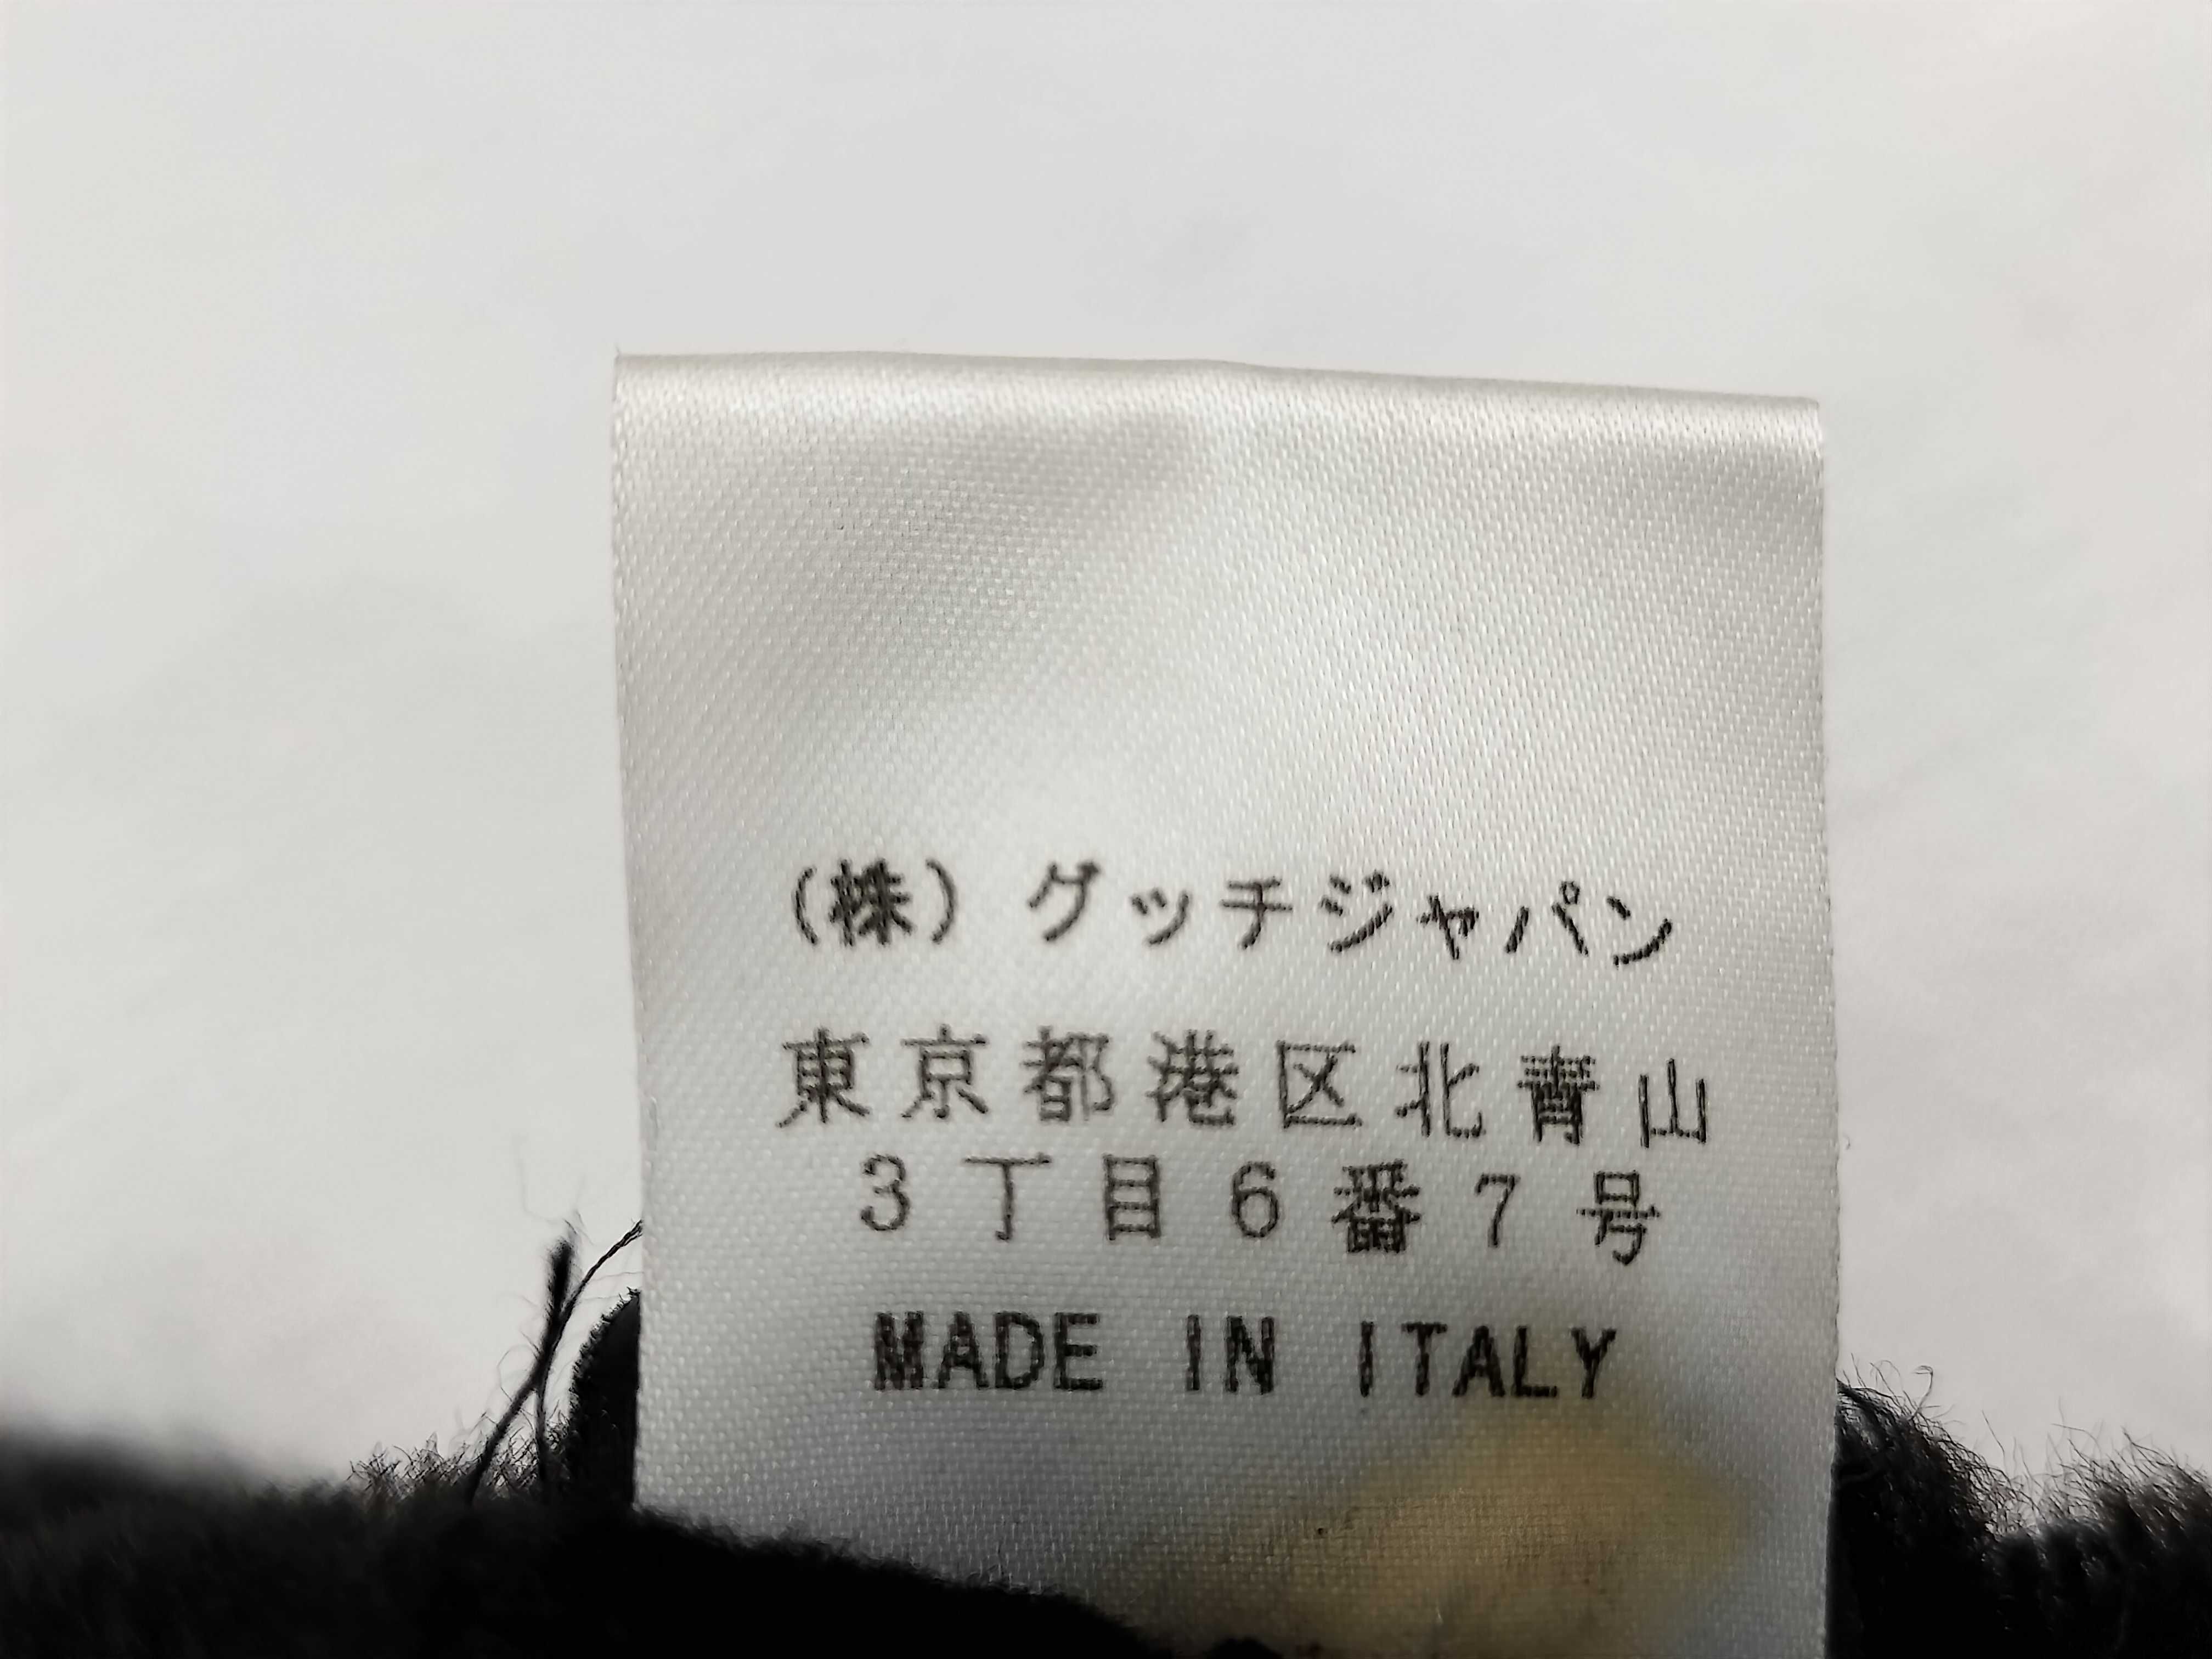 (株) グッチジャパン
東京都港区北青山
3丁目6番7号
MADE IN ITALY